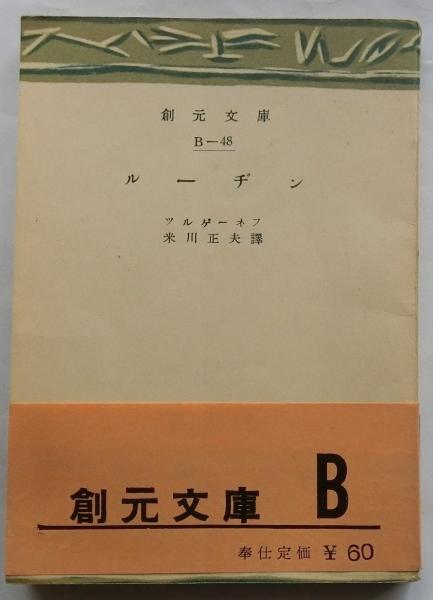 創元文庫
B—48
ルーヂン
ツルゲーネフ
米川正夫譯
創元文庫 B
奉仕定価 ¥60